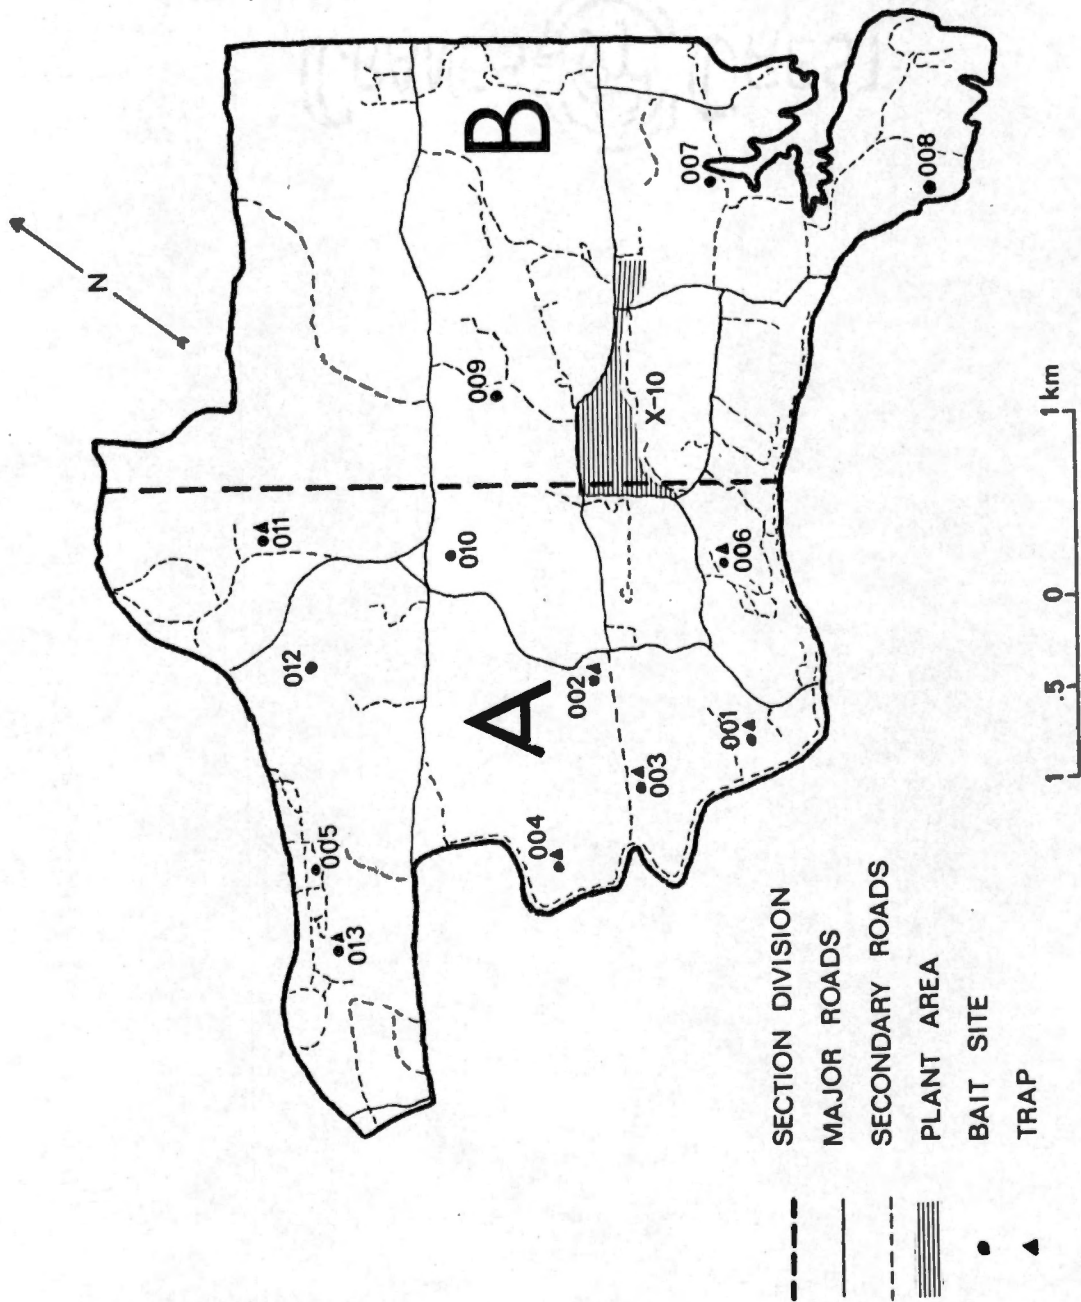 N
A
B
X-10
001
002
003
004
005
006
007
008
009
010
011
012
013
SECTION DIVISION
MAJOR ROADS
SECONDARY ROADS
PLANT AREA
BAIT SITE
TRAP
1 .5 0 1 km